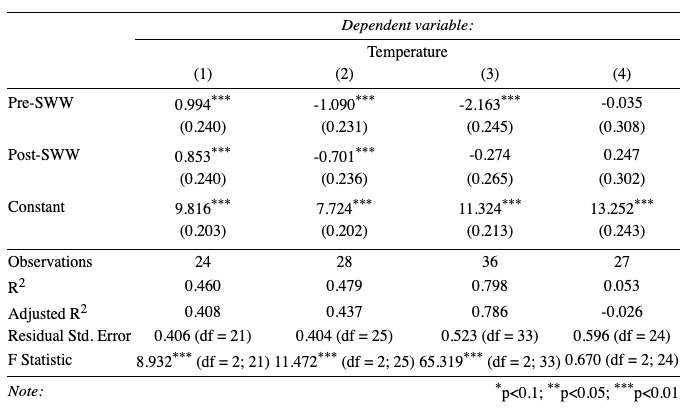 Dependent variable:
Temperature
(1) (2) (3) (4)
Pre-SWW 0.994*** -1.090*** -2.163*** -0.035
(0.240) (0.231) (0.245) (0.308)
Post-SWW 0.853*** -0.701*** -0.274 0.247
(0.240) (0.236) (0.265) (0.302)
Constant 9.816*** 7.724*** 11.324*** 13.252***
(0.203) (0.202) (0.213) (0.243)
Observations 24 28 36 27
R2 0.460 0.479 0.798 0.053
Adjusted R2 0.408 0.437 0.786 -0.026
Residual Std. Error 0.406 (df = 21) 0.404 (df = 25) 0.523 (df = 33) 0.596 (df = 24)
F Statistic 8.932*** (df = 2; 21) 11.472*** (df = 2; 25) 65.319*** (df = 2; 33) 0.670 (df = 2; 24)
Note: *p<0.1; **p<0.05; ***p<0.01